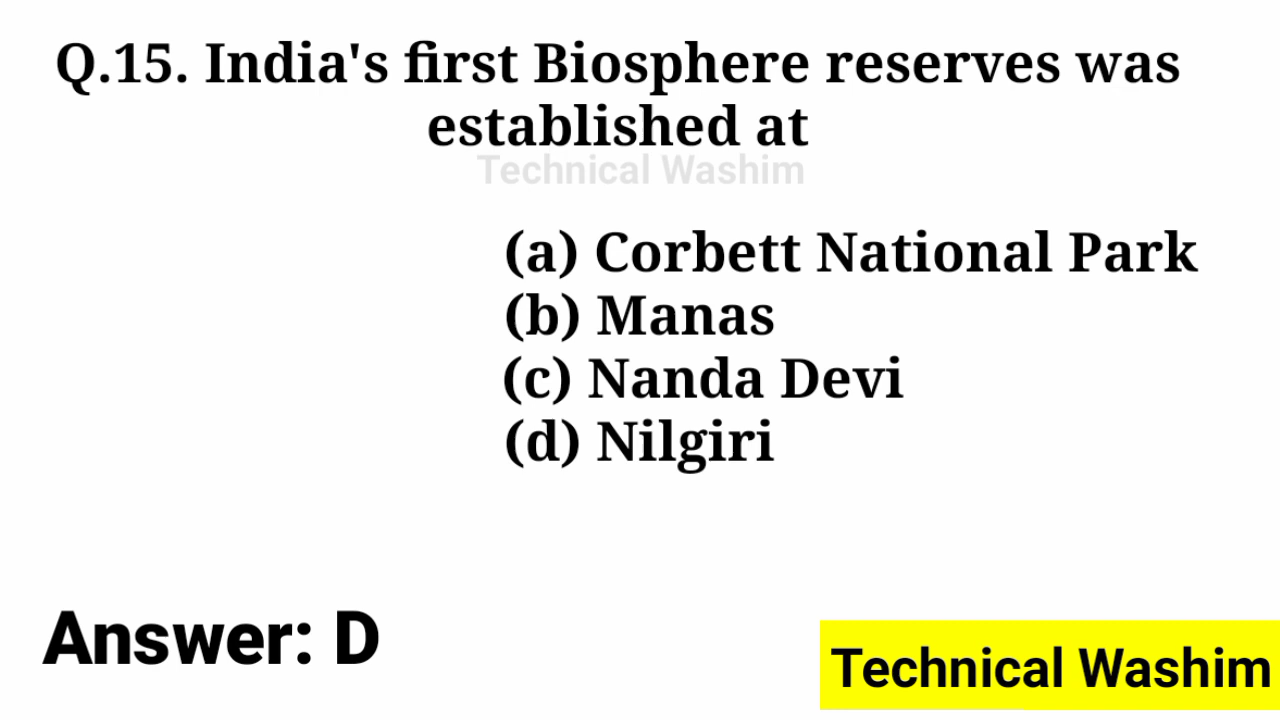 Q.15. India's first Biosphere reserves was
established at
Technical Washim
(a) Corbett National Park
(b) Manas
(c) Nanda Devi
(d) Nilgiri
Answer: D
Technical Washim